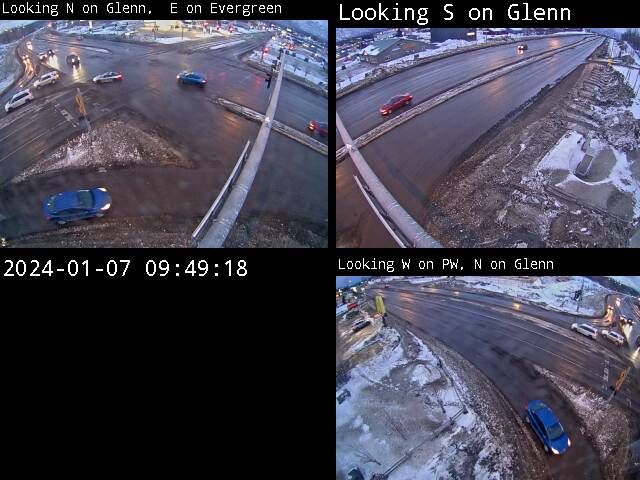 Looking N on Glenn,  E on Evergreen
Looking S on Glenn
2024-01-07 09:49:18
Looking W on PW, N on Glenn